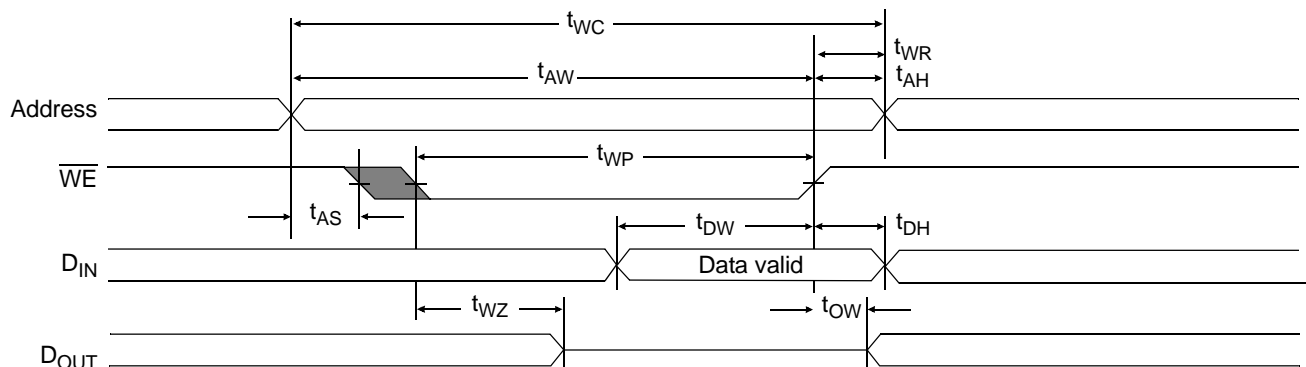 tWC
tWR
tAW
tAH
Address
WE
tWP
tAS
tDW
tDH
DIN
Data valid
tWZ
tOW
DOUT